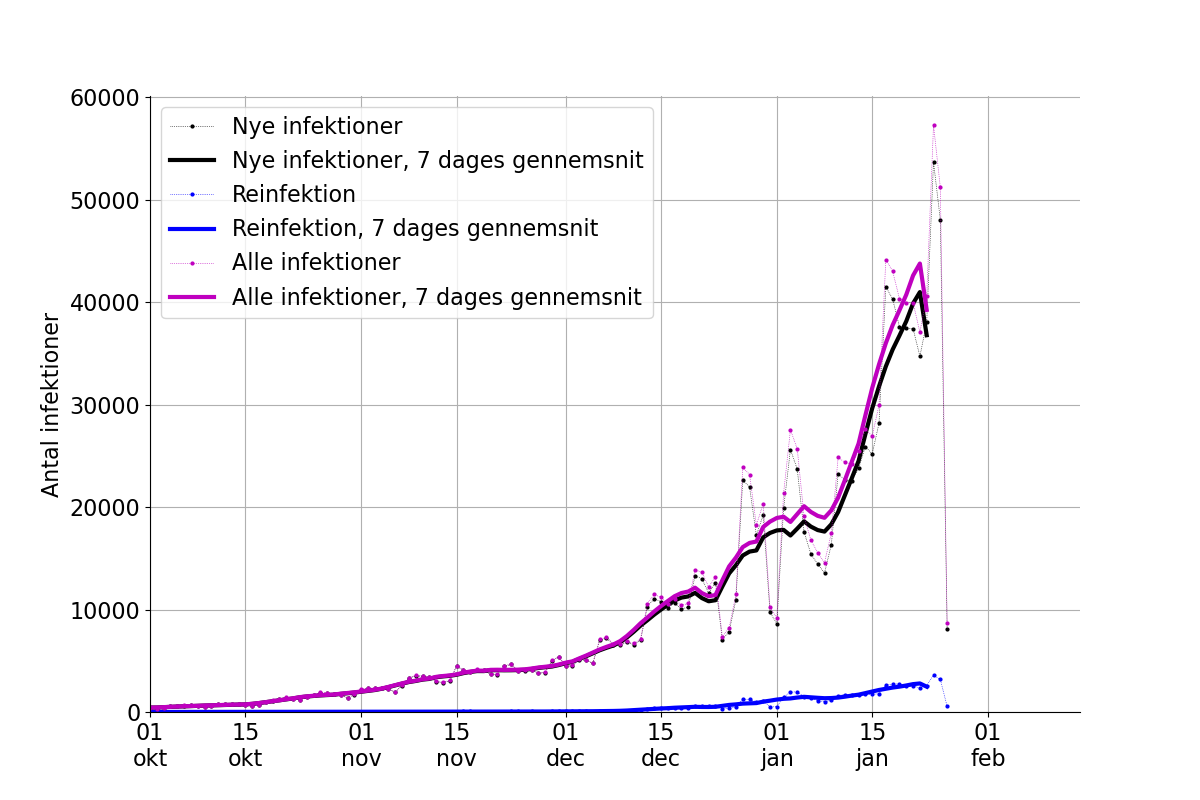 60000
50000
40000
30000
20000
10000
0
Antal infektioner
Nye infektioner
Nye infektioner, 7 dages gennemsnit
Reinfektion
Reinfektion, 7 dages gennemsnit
Alle infektioner
Alle infektioner, 7 dages gennemsnit
01 15 01 15 01 15 01 15 01
okt okt nov nov dec dec jan jan feb